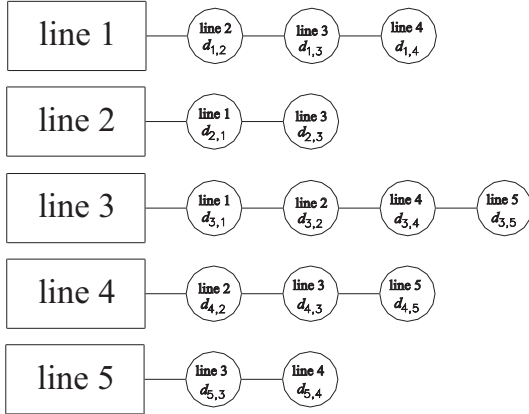 line 1 line 2 line 3 line 4
d1,2 d1,3 d1,4
line 2 line 1 line 3
d2,1 d2,3
line 3 line 1 line 2 line 4 line 5
d3,1 d3,2 d3,4 d3,5
line 4 line 2 line 3 line 5
d4,2 d4,3 d4,5
line 5 line 3 line 4
d5,3 d5,4